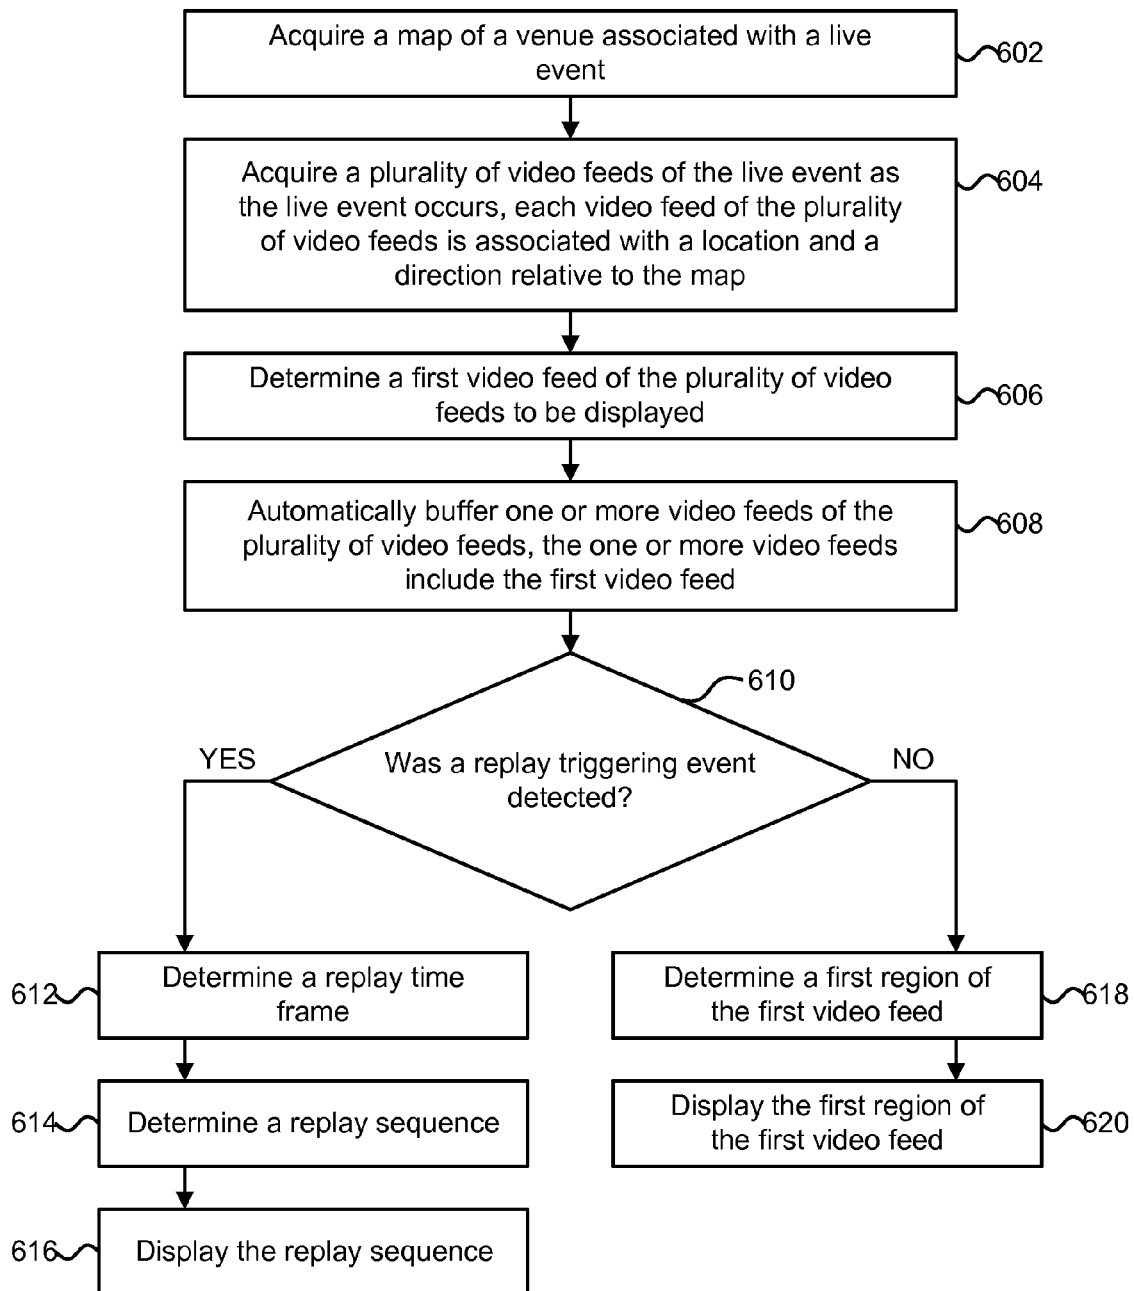 Acquire a map of a venue associated with a live
event
602
Acquire a plurality of video feeds of the live event as
the live event occurs, each video feed of the plurality
of video feeds is associated with a location and a
direction relative to the map
604
Determine a first video feed of the plurality of video
feeds to be displayed
606
Automatically buffer one or more video feeds of the
plurality of video feeds, the one or more video feeds
include the first video feed
608
610
Was a replay triggering event
detected?
YES
NO
612
Determine a replay time
frame
614
Determine a replay sequence
616
Display the replay sequence
Determine a first region of
the first video feed
618
Display the first region of
the first video feed
620